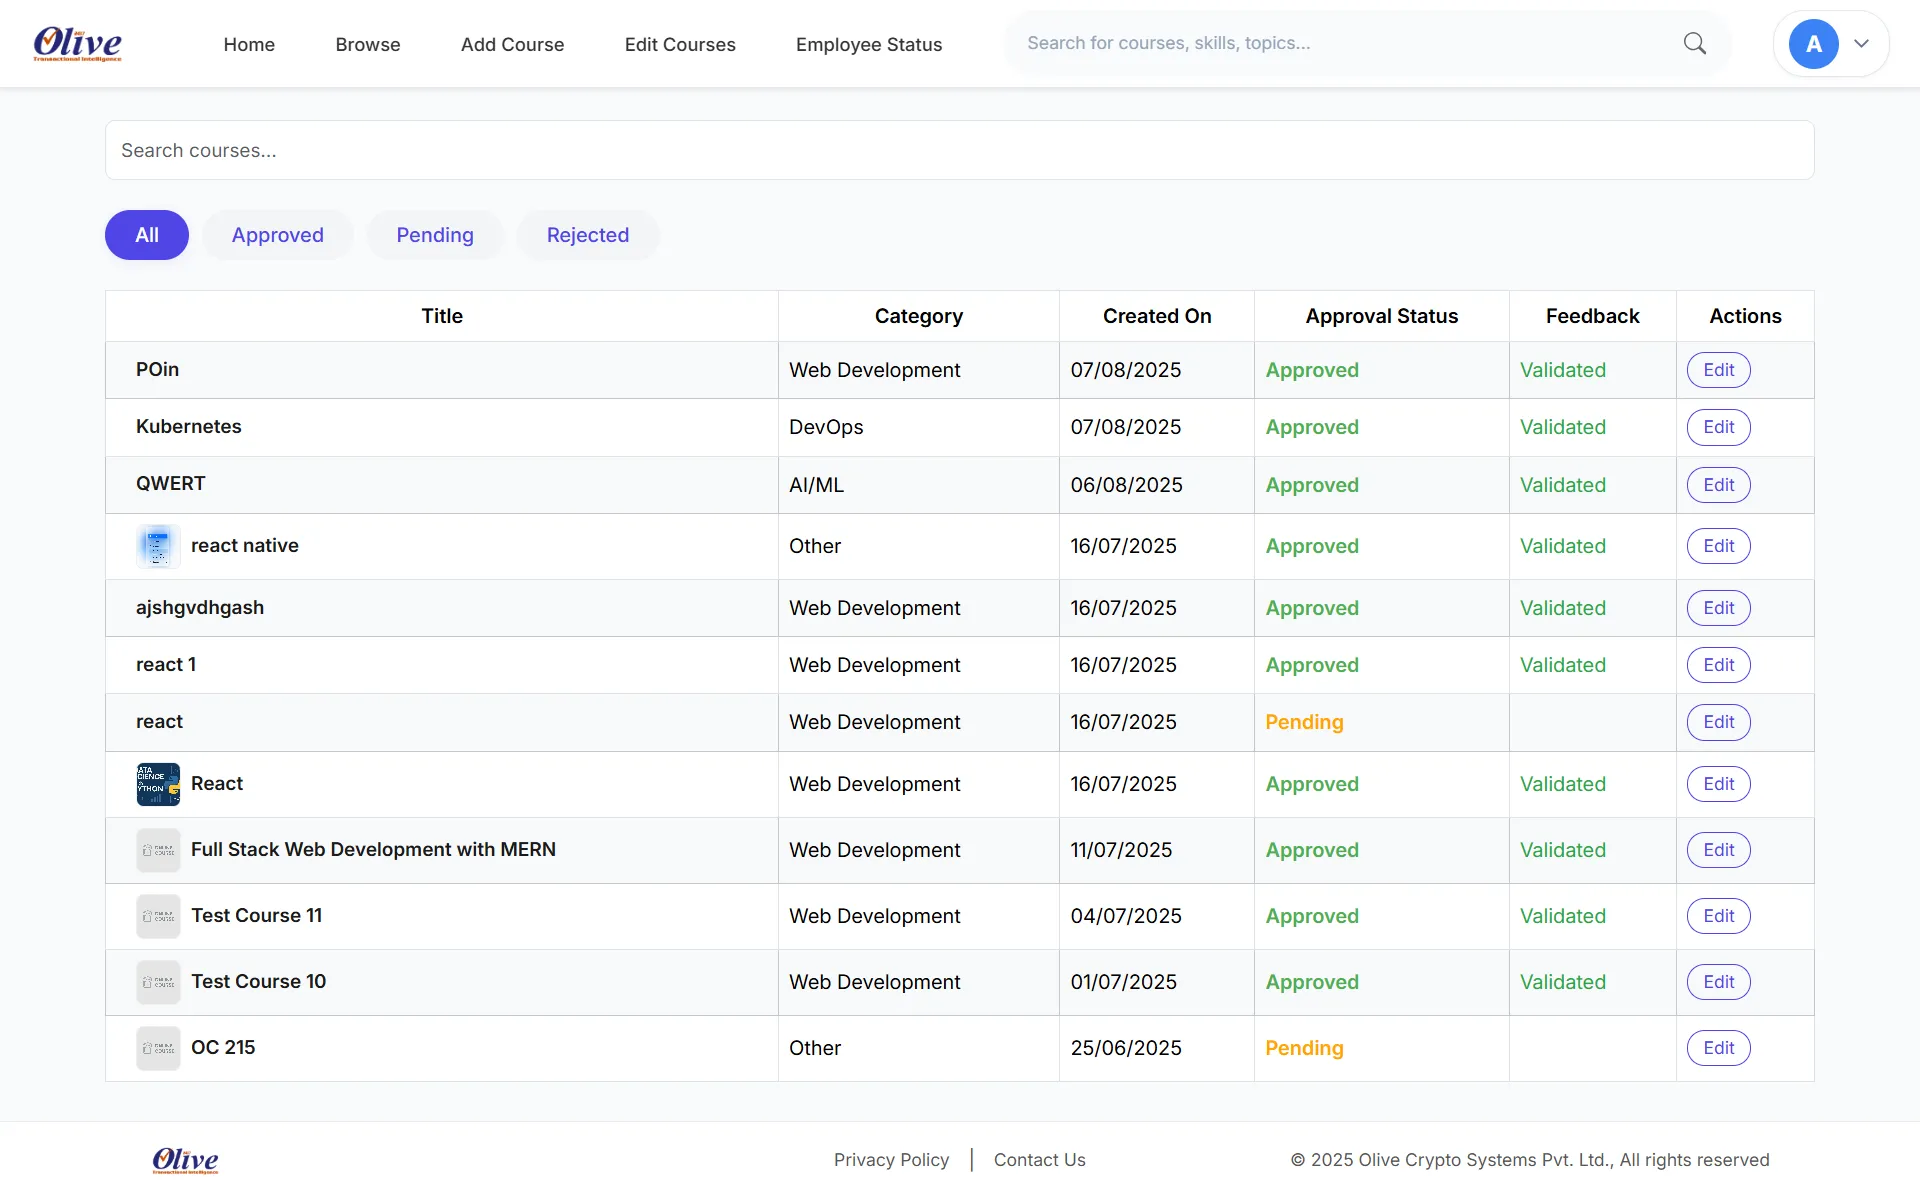 Olive
Transactional Intelligence
Home Browse Add Course Edit Courses Employee Status Search for courses, skills, topics... A
Search courses...
All Approved Pending Rejected
Title Category Created On Approval Status Feedback Actions
POin Web Development 07/08/2025 Approved Validated Edit
Kubernetes DevOps 07/08/2025 Approved Validated Edit
QWERT AI/ML 06/08/2025 Approved Validated Edit
react native Other 16/07/2025 Approved Validated Edit
ajshgvdhgash Web Development 16/07/2025 Approved Validated Edit
react 1 Web Development 16/07/2025 Approved Validated Edit
react Web Development 16/07/2025 Pending Edit
React Web Development 16/07/2025 Approved Validated Edit
Full Stack Web Development with MERN Web Development 11/07/2025 Approved Validated Edit
Test Course 11 Web Development 04/07/2025 Approved Validated Edit
Test Course 10 Web Development 01/07/2025 Approved Validated Edit
OC 215 Other 25/06/2025 Pending Edit
Olive
Transactional Intelligence
Privacy Policy | Contact Us
© 2025 Olive Crypto Systems Pvt. Ltd., All rights reserved